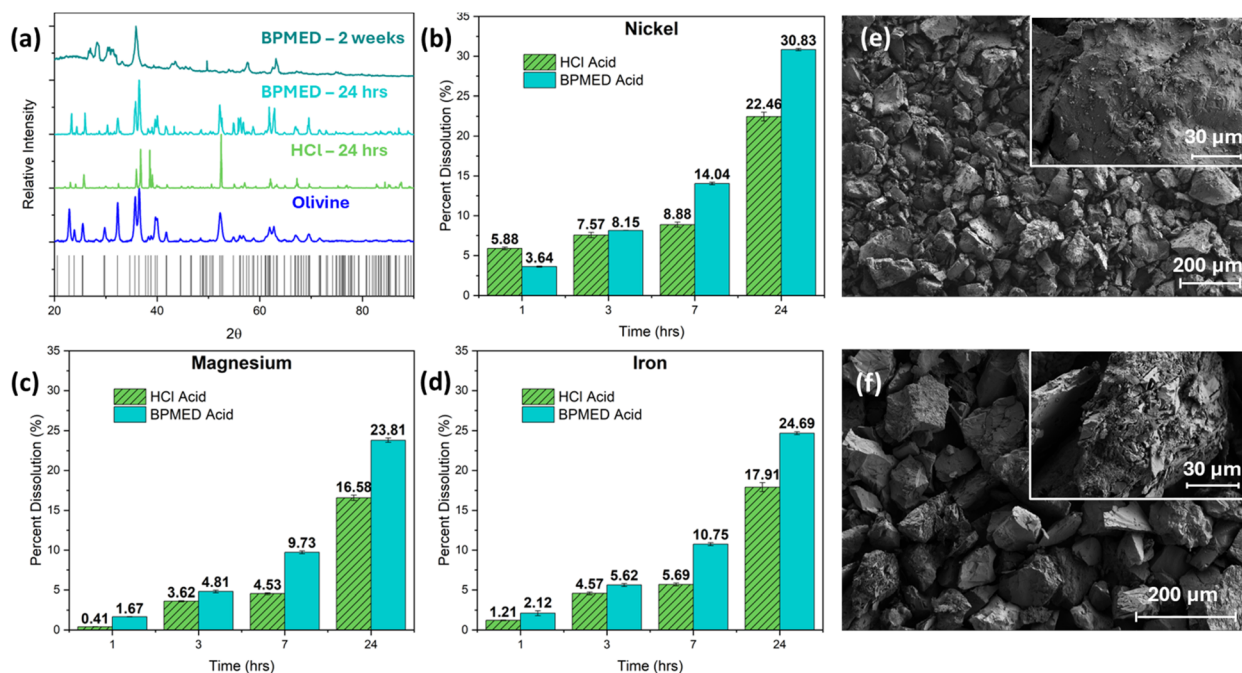 (a)
BPMED – 2 weeks
BPMED – 24 hrs
HCl – 24 hrs
Olivine
Relative Intensity
20 40 60 80
2θ
(b)
Nickel
HCl Acid
BPMED Acid
Percent Dissolution (%)
35
30
25
20
15
10
5
0
5.88 3.64 7.57 8.15 8.88 14.04 22.46 30.83
1 3 7 24
Time (hrs)
(e)
30 µm
200 µm
(c)
Magnesium
HCl Acid
BPMED Acid
Percent Dissolution (%)
35
30
25
20
15
10
5
0
0.41 1.67 3.62 4.81 4.53 9.73 16.58 23.81
1 3 7 24
Time (hrs)
(d)
Iron
HCl Acid
BPMED Acid
Percent Dissolution (%)
35
30
25
20
15
10
5
0
1.21 2.12 4.57 5.62 5.69 10.75 17.91 24.69
1 3 7 24
Time (hrs)
(f)
30 µm
200 µm